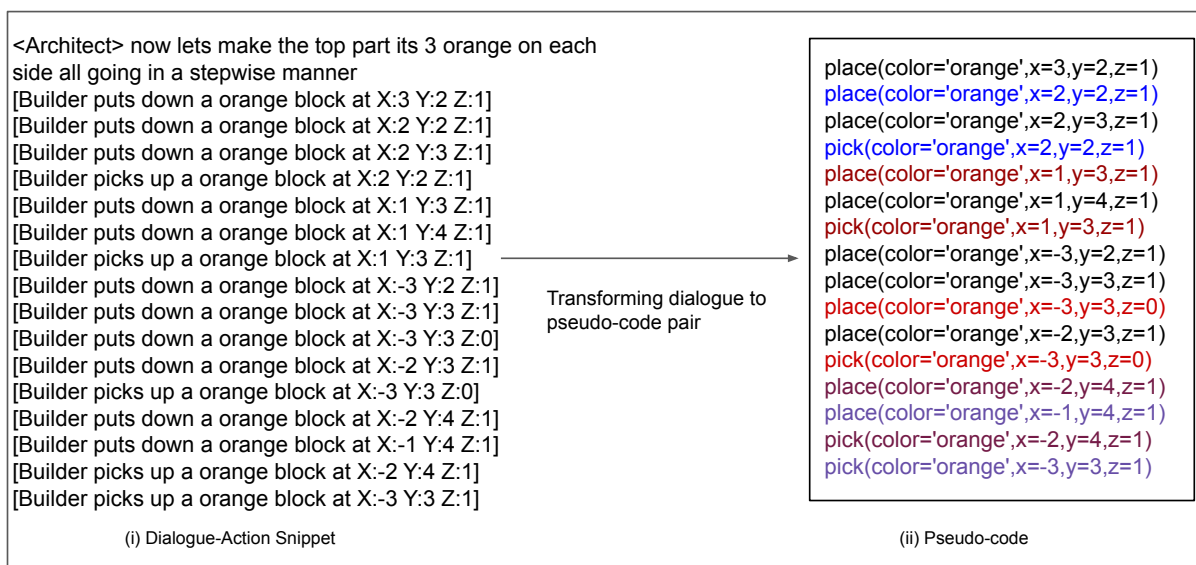 <Architect> now lets make the top part its 3 orange on each
side all going in a stepwise manner
[Builder puts down a orange block at X:3 Y:2 Z:1]
[Builder puts down a orange block at X:2 Y:2 Z:1]
[Builder puts down a orange block at X:2 Y:3 Z:1]
[Builder picks up a orange block at X:2 Y:2 Z:1]
[Builder puts down a orange block at X:1 Y:3 Z:1]
[Builder puts down a orange block at X:1 Y:4 Z:1]
[Builder picks up a orange block at X:1 Y:3 Z:1]
[Builder puts down a orange block at X:-3 Y:2 Z:1]
[Builder puts down a orange block at X:-3 Y:3 Z:1]
[Builder puts down a orange block at X:-3 Y:3 Z:0]
[Builder puts down a orange block at X:-2 Y:3 Z:1]
[Builder picks up a orange block at X:-3 Y:3 Z:0]
[Builder puts down a orange block at X:-2 Y:4 Z:1]
[Builder puts down a orange block at X:-1 Y:4 Z:1]
[Builder picks up a orange block at X:-2 Y:4 Z:1]
[Builder picks up a orange block at X:-3 Y:3 Z:1]
(i) Dialogue-Action Snippet
Transforming dialogue to
pseudo-code pair
place(color='orange',x=3,y=2,z=1)
place(color='orange',x=2,y=2,z=1)
place(color='orange',x=2,y=3,z=1)
pick(color='orange',x=2,y=2,z=1)
place(color='orange',x=1,y=3,z=1)
place(color='orange',x=1,y=4,z=1)
pick(color='orange',x=1,y=3,z=1)
place(color='orange',x=-3,y=2,z=1)
place(color='orange',x=-3,y=3,z=1)
place(color='orange',x=-3,y=3,z=0)
place(color='orange',x=-2,y=3,z=1)
pick(color='orange',x=-3,y=3,z=0)
place(color='orange',x=-2,y=4,z=1)
place(color='orange',x=-1,y=4,z=1)
pick(color='orange',x=-2,y=4,z=1)
pick(color='orange',x=-3,y=3,z=1)
(ii) Pseudo-code